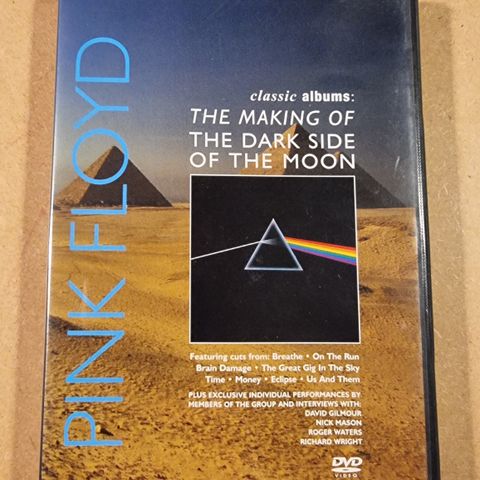 PINK FLOYD
classic albums:
THE MAKING OF
THE DARK SIDE
OF THE MOON
Featuring cuts from: Breathe • On The Run
Brain Damage • The Great Gig In The Sky
Time • Money • Eclipse • Us And Them
PLUS EXCLUSIVE INDIVIDUAL PERFORMANCES BY
MEMBERS OF THE GROUP AND INTERVIEWS WITH:
DAVID GILMOUR
NICK MASON
ROGER WATERS
RICHARD WRIGHT
DVD
VIDEO